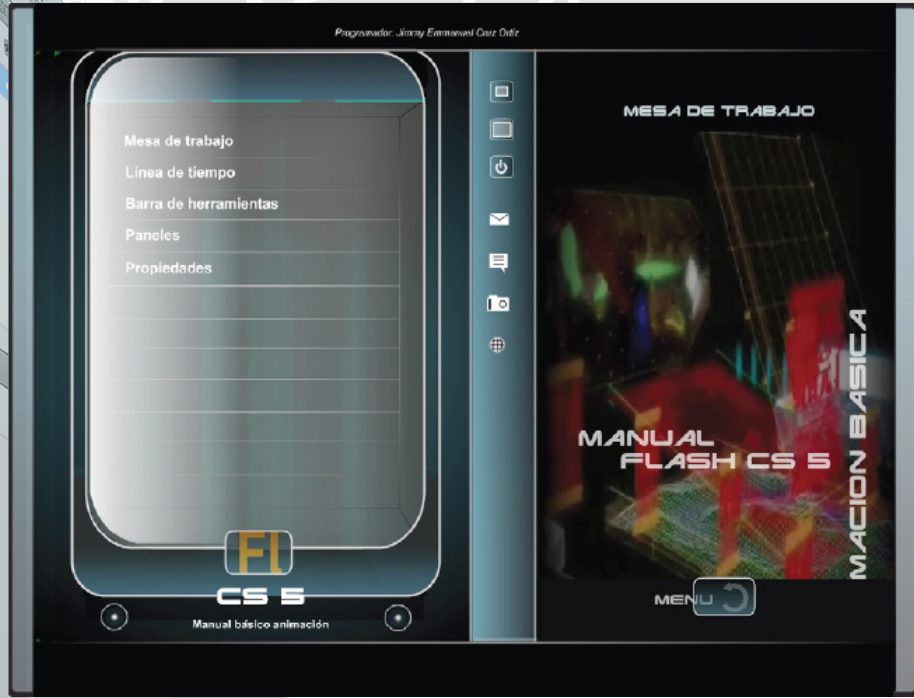 Programador: Jimmy Emmanuel Cruz Ortíz
Mesa de trabajo
Línea de tiempo
Barra de herramientas
Paneles
Propiedades
Fl
CS 5
Manual básico animación
MESA DE TRABAJO
MANUAL
FLASH CS 5
MACION BASICA
MENU